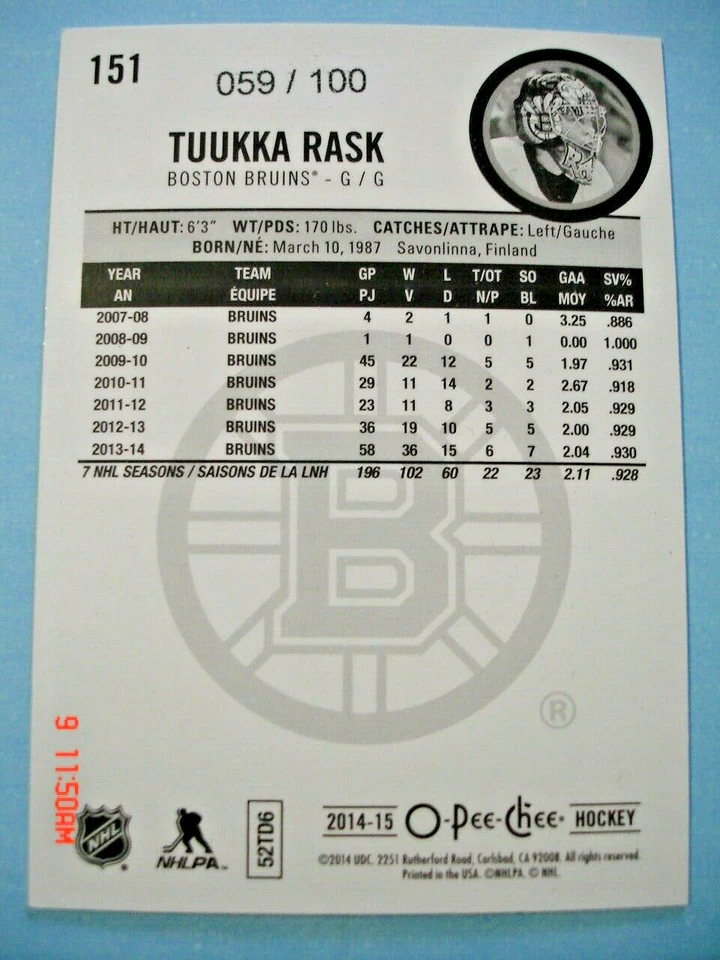 151
059 / 100
TUUKKA RASK
BOSTON BRUINS® - G / G
HT/HAUT: 6'3" WT/PDS: 170 lbs. CATCHES/ATTRAPE: Left/Gauche
BORN/NÉ: March 10, 1987 Savonlinna, Finland
YEAR TEAM GP W L T/OT SO GAA SV%
AN ÉQUIPE PJ V D N/P BL MOY %AR
2007-08 BRUINS 4 2 1 1 0 3.25 .886
2008-09 BRUINS 1 1 0 0 1 0.00 1.000
2009-10 BRUINS 45 22 12 5 5 1.97 .931
2010-11 BRUINS 29 11 14 2 2 2.67 .918
2011-12 BRUINS 23 11 8 3 3 2.05 .929
2012-13 BRUINS 36 19 10 5 5 2.00 .929
2013-14 BRUINS 58 36 15 6 7 2.04 .930
7 NHL SEASONS / SAISONS DE LA LNH 196 102 60 22 23 2.11 .928
B
®
9 11:50AM
NHL
NHLPA™
52TD6
2014-15 O-Pee-Chee® HOCKEY
©2014 UDC. 2251 Rutherford Road, Carlsbad, CA 92008. All rights reserved.
Printed in the USA. ©NHLPA. © NHL.